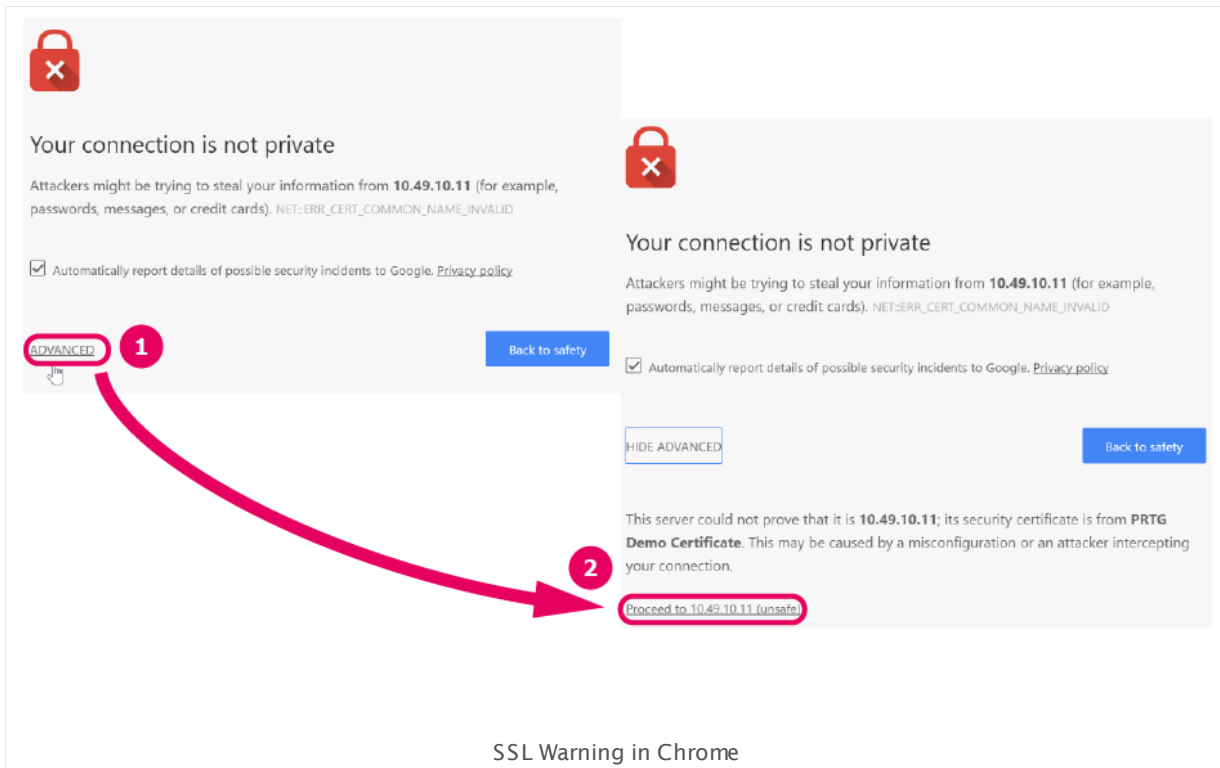 Your connection is not private
Attackers might be trying to steal your information from 10.49.10.11 (for example,
passwords, messages, or credit cards). NET::ERR_CERT_COMMON_NAME_INVALID
Automatically report details of possible security incidents to Google. Privacy policy
ADVANCED
1
Back to safety
Your connection is not private
Attackers might be trying to steal your information from 10.49.10.11 (for example,
passwords, messages, or credit cards). NET::ERR_CERT_COMMON_NAME_INVALID
Automatically report details of possible security incidents to Google. Privacy policy
HIDE ADVANCED
Back to safety
This server could not prove that it is 10.49.10.11; its security certificate is from PRTG
Demo Certificate. This may be caused by a misconfiguration or an attacker intercepting
your connection.
2
Proceed to 10.49.10.11 (unsafe)
SSL Warning in Chrome